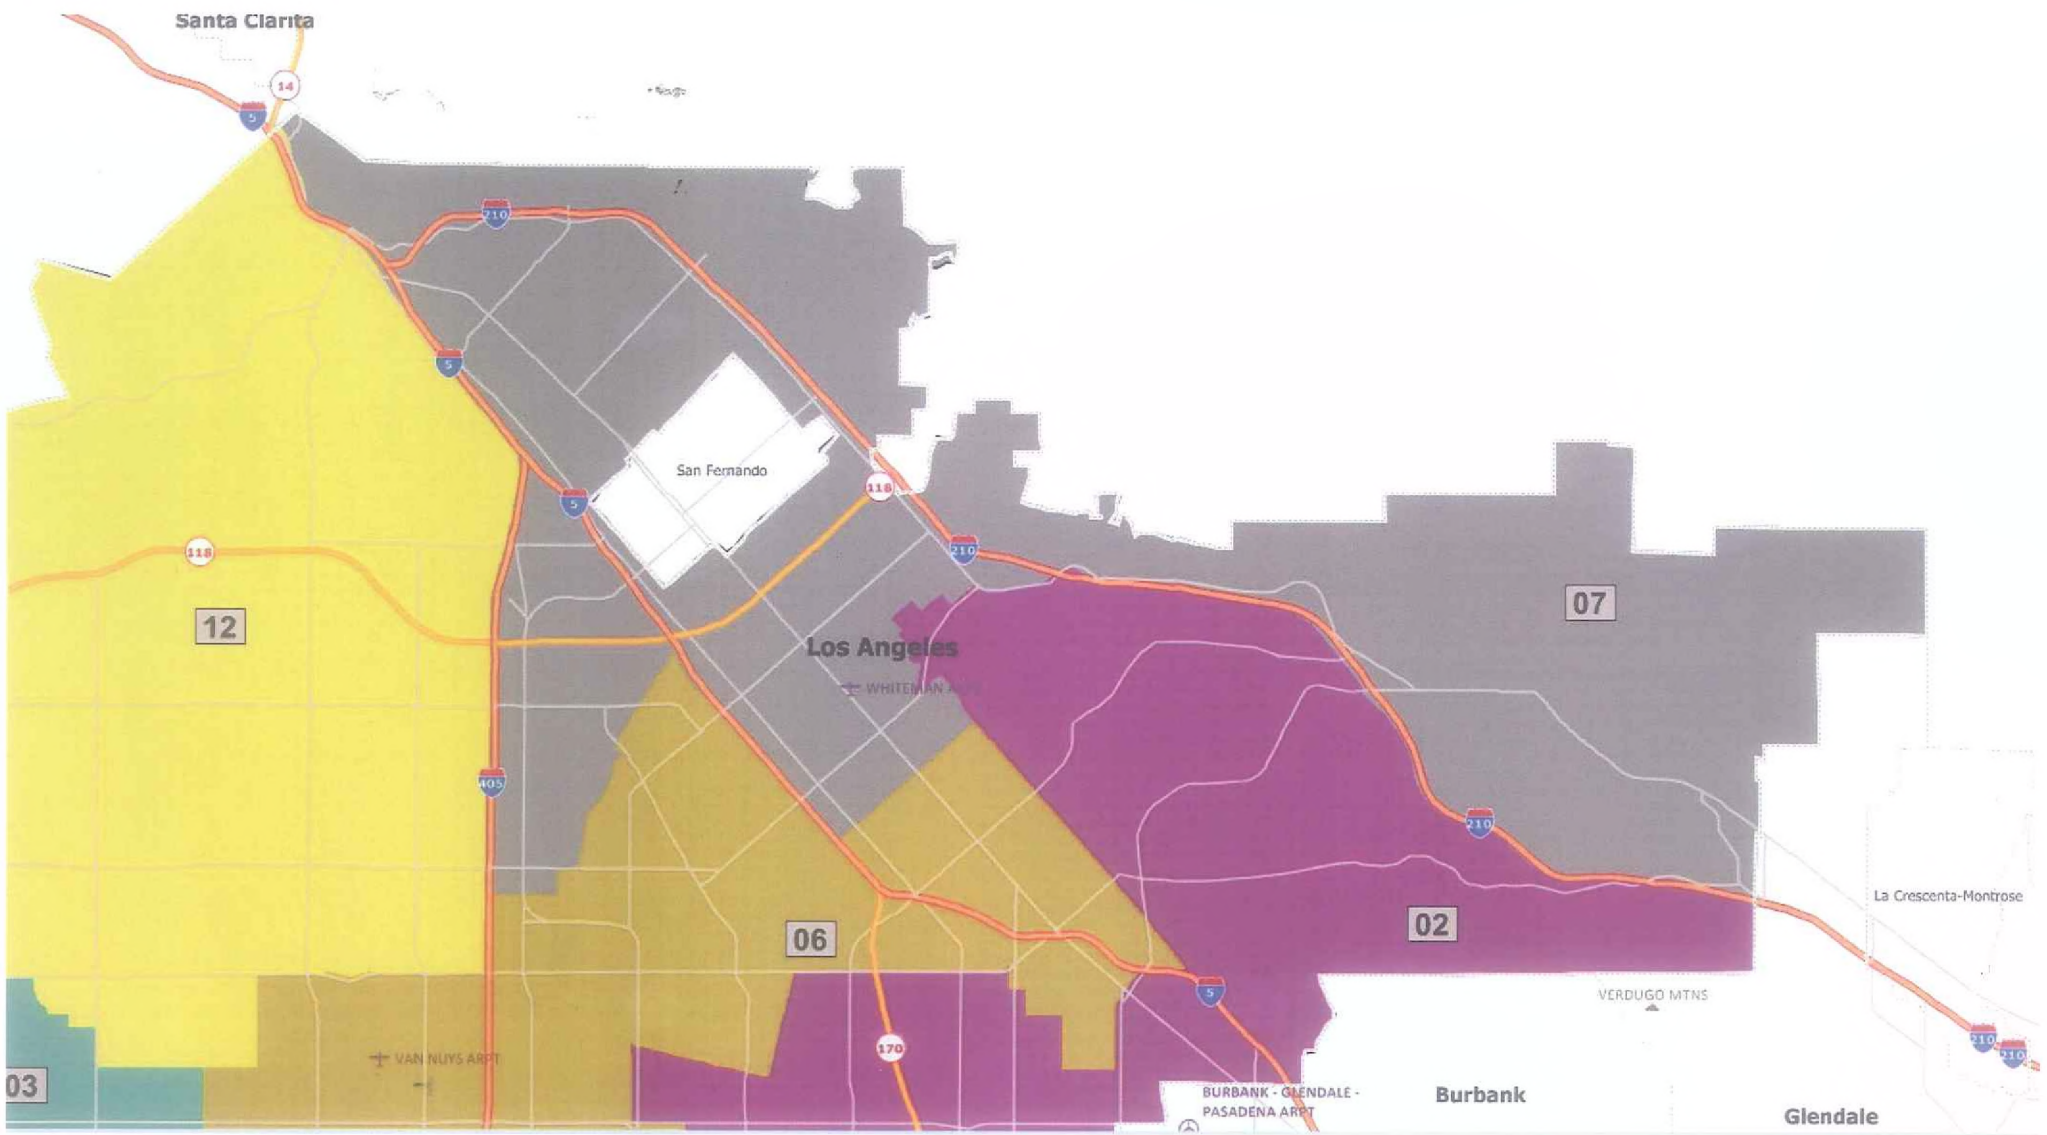 Santa Clarita
14
5
210
5
San Fernando
118
5
210
118
07
12
Los Angeles
WHITEMAN
405
210
La Crescenta-Montrose
02
06
5
VERDUGO MTNS
210
170
210
VAN NUYS ARPT
03
BURBANK - GLENDALE -
PASADENA ARPT
Burbank
Glendale